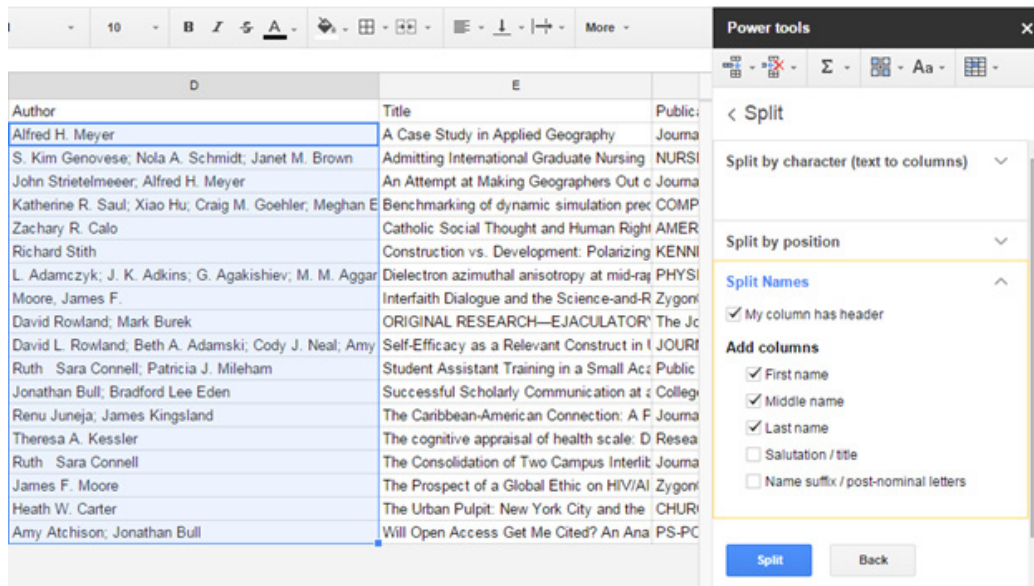 10 B I S A More
D E
Author Title Publica
Alfred H. Meyer A Case Study in Applied Geography Journa
S. Kim Genovese; Nola A. Schmidt; Janet M. Brown Admitting International Graduate Nursing NURSI
John Strietelmeeer; Alfred H. Meyer An Attempt at Making Geographers Out o Journa
Katherine R. Saul; Xiao Hu; Craig M. Goehler; Meghan E Benchmarking of dynamic simulation pred COMP
Zachary R. Calo Catholic Social Thought and Human Right AMER
Richard Stith Construction vs. Development: Polarizing KENNI
L. Adamczyk; J. K. Adkins; G. Agakishiev; M. M. Aggar Dielectron azimuthal anisotropy at mid-rap PHYSI
Moore, James F. Interfaith Dialogue and the Science-and-R Zygon
David Rowland; Mark Burek ORIGINAL RESEARCH—EJACULATOR The Jo
David L. Rowland; Beth A. Adamski; Cody J. Neal; Amy Self-Efficacy as a Relevant Construct in JOURN
Ruth Sara Connell; Patricia J. Mileham Student Assistant Training in a Small Aca Public
Jonathan Bull; Bradford Lee Eden Successful Scholarly Communication at a College
Renu Juneja; James Kingsland The Caribbean-American Connection: A F Journa
Theresa A. Kessler The cognitive appraisal of health scale: D Resea
Ruth Sara Connell The Consolidation of Two Campus Interlib Journa
James F. Moore The Prospect of a Global Ethic on HIV/AI Zygon
Heath W. Carter The Urban Pulpit: New York City and the CHUR
Amy Atchison; Jonathan Bull Will Open Access Get Me Cited? An Ana PS-PO
Power tools
Σ Aa
< Split
Split by character (text to columns)
Split by position
Split Names
My column has header
Add columns
First name
Middle name
Last name
Salutation / title
Name suffix / post-nominal letters
Split Back